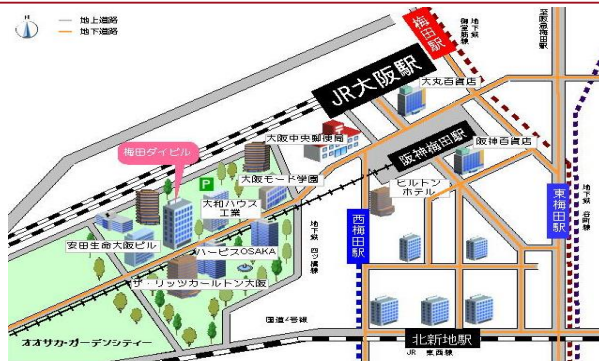 地上道路
地下道路
梅田駅
地下鉄
御堂筋線
至阪急梅田駅
JR大阪駅
大丸百貨店
大阪中央郵便局
阪神梅田駅
阪神百貨店
梅田ダイビル
P
大阪モード学園
ヒルトン
ホテル
大和ハウス
工業
西梅田駅
東梅田駅
地下鉄 谷町線
地下鉄 四ツ橋線
安田生命大阪ビル
ハービスOSAKA
ザ・リッツカールトン大阪
国道2号線
オオサカ・ガーデンシティー
北新地駅
JR 東西線